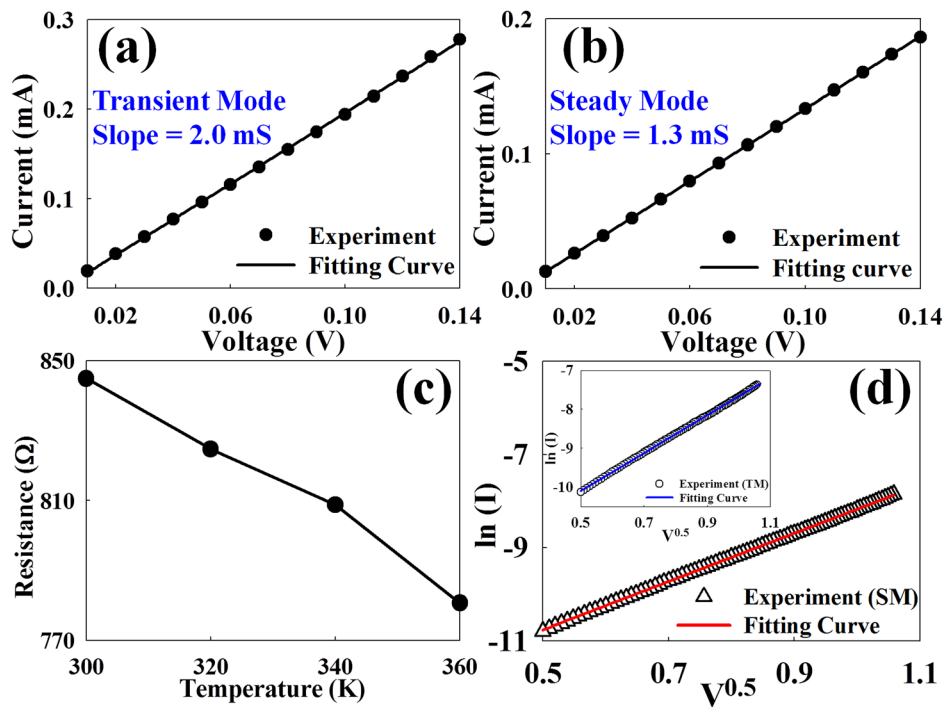 (a)
Transient Mode
Slope = 2.0 mS
Experiment
Fitting Curve
Current (mA)
0.3
0.2
0.1
0.0
0.02 0.06 0.10 0.14
Voltage (V)
(b)
Steady Mode
Slope = 1.3 mS
Experiment
Fitting curve
Current (mA)
0.2
0.1
0.0
0.02 0.06 0.10 0.14
Voltage (V)
(c)
Resistance (Ω)
850
810
770
300 320 340 360
Temperature (K)
(d)
ln (I)
-5
-7
-9
-11
0.5 0.7 0.9 1.1
V^0.5
Experiment (SM)
Fitting Curve
ln (I)
-7
-8
-9
-10
0.5 0.7 0.9 1.1
V^0.5
Experiment (TM)
Fitting Curve